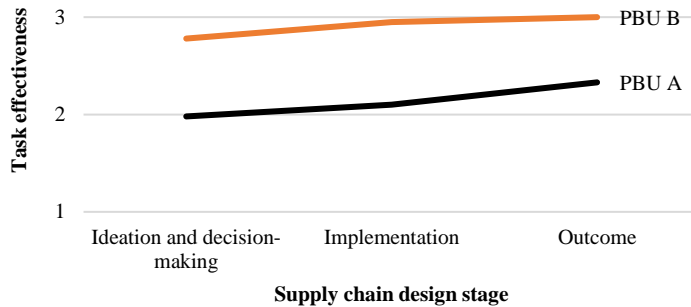 Task effectiveness
3
2
1
PBU B
PBU A
Ideation and decision-
making
Implementation
Outcome
Supply chain design stage